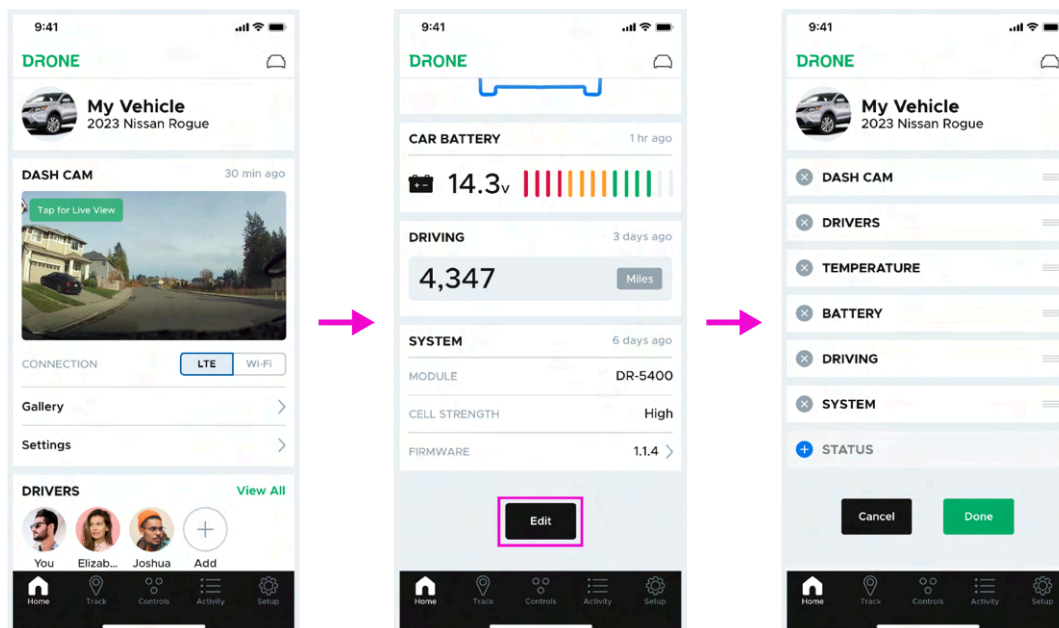 9:41
DRONE
My Vehicle
2023 Nissan Rogue
DASH CAM 30 min ago
Tap for Live View
CONNECTION LTE Wi-Fi
Gallery
Settings
DRIVERS View All
You Elizab... Joshua Add
Home Track Controls Activity Setup
9:41
DRONE
CAR BATTERY 1 hr ago
14.3v
DRIVING 3 days ago
4,347 Miles
SYSTEM 6 days ago
MODULE DR-5400
CELL STRENGTH High
FIRMWARE 1.1.4
Edit
Home Track Controls Activity Setup
9:41
DRONE
My Vehicle
2023 Nissan Rogue
DASH CAM
DRIVERS
TEMPERATURE
BATTERY
DRIVING
SYSTEM
STATUS
Cancel Done
Home Track Controls Activity Setup